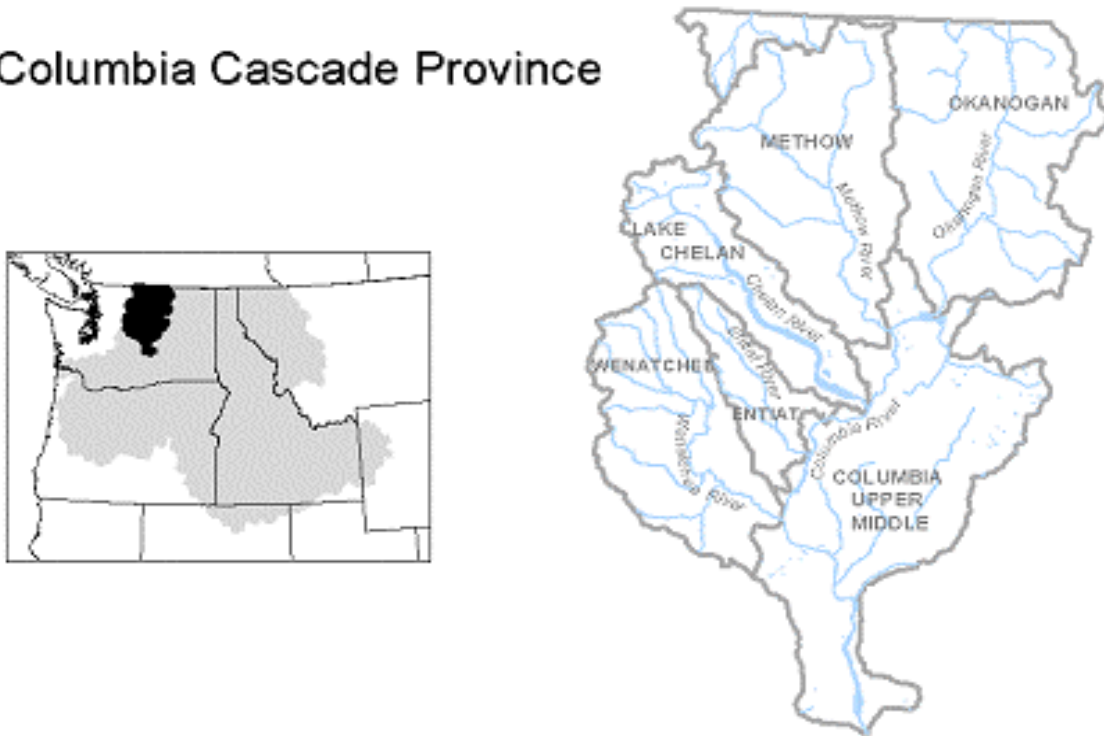 Columbia Cascade Province
OKANOGAN
METHOW
Okanogan River
Methow River
LAKE
CHELAN
Chelan River
WENATCHEE
Entiat River
ENTIAT
Wenatchee River
Columbia River
COLUMBIA
UPPER
MIDDLE